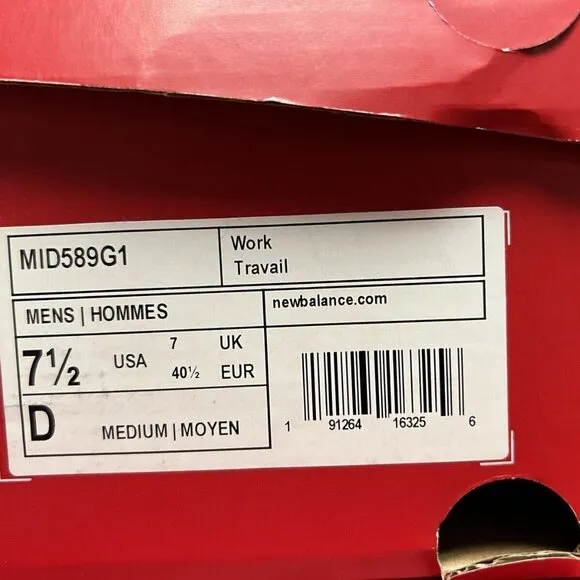 MID589G1
Work
Travail
MENS | HOMMES
newbalance.com
7½ USA 7 UK
40½ EUR
D MEDIUM | MOYEN
1 91264 16325 6